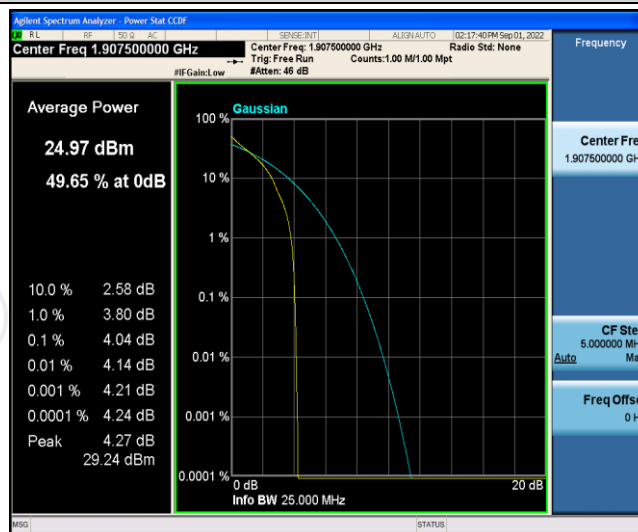 Agilent Spectrum Analyzer - Power Stat CCDF
RL RF 50 Ω AC SENSE:INT ALIGN AUTO 02:17:40 PM Sep 01, 2022
Center Freq 1.907500000 GHz
Center Freq: 1.907500000 GHz Radio Std: None
Trig: Free Run Counts:1.00 M/1.00 Mpt
#IFGain:Low #Atten: 46 dB
Frequency
Average Power
24.97 dBm
49.65 % at 0dB
10.0 % 2.58 dB
1.0 % 3.80 dB
0.1 % 4.04 dB
0.01 % 4.14 dB
0.001 % 4.21 dB
0.0001 % 4.24 dB
Peak 4.27 dB
29.24 dBm
Gaussian
100 %
10 %
1 %
0.1 %
0.01 %
0.001 %
0.0001 %
0 dB 20 dB
Info BW 25.000 MHz
Center Fre
1.907500000 GH
CF Ste
5.000000 MH
Auto Ma
Freq Offse
0 H
MSG STATUS